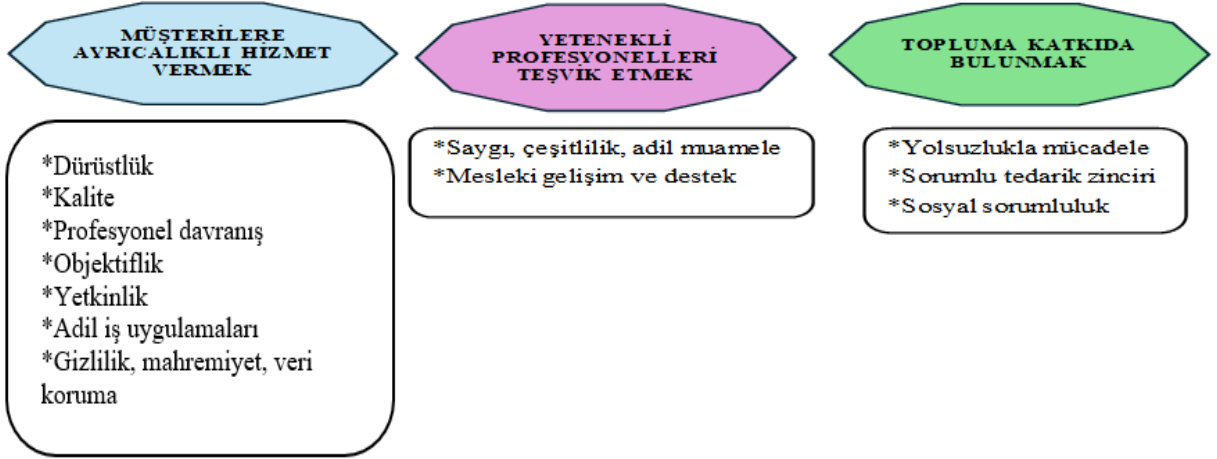 MÜŞTERİLERE
AYRICALIKLI HİZMET
VERMEK
*Dürüstlük
*Kalite
*Profesyonel davranış
*Objektiflik
*Yetkinlik
*Adil iş uygulamaları
*Gizlilik, mahremiyet, veri
koruma
YETENEKLİ
PROFESYONELLERİ
TEŞVİK ETMEK
*Saygı, çeşitlilik, adil muamele
*Mesleki gelişim ve destek
TOPLUMA KATKIDA
BULUNMAK
*Yolsuzlukla mücadele
*Sorumlu tedarik zinciri
*Sosyal sorumluluk